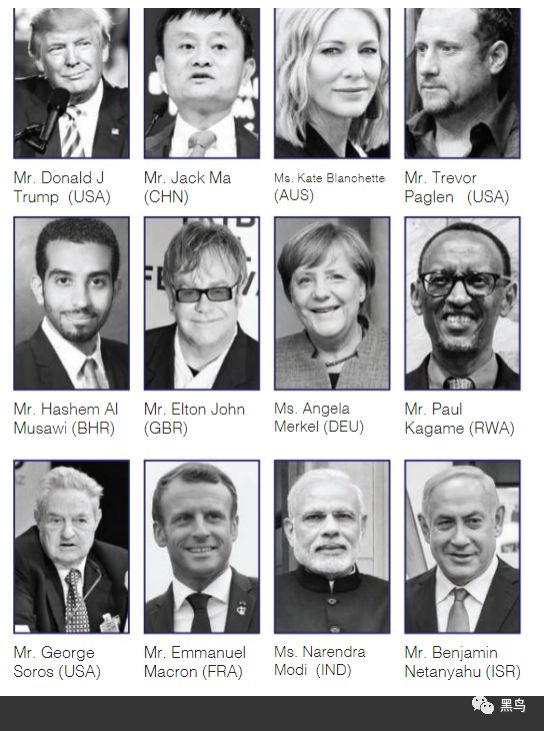 Mr. Donald J
Trump (USA)
Mr. Jack Ma
(CHN)
Ms. Kate Blanchette
(AUS)
Mr. Trevor
Paglen (USA)
Mr. Hashem Al
Musawi (BHR)
Mr. Elton John
(GBR)
Ms. Angela
Merkel (DEU)
Mr. Paul
Kagame (RWA)
Mr. George
Soros (USA)
Mr. Emmanuel
Macron (FRA)
Ms. Narendra
Modi (IND)
Mr. Benjamin
Netanyahu (ISR)
黑鸟